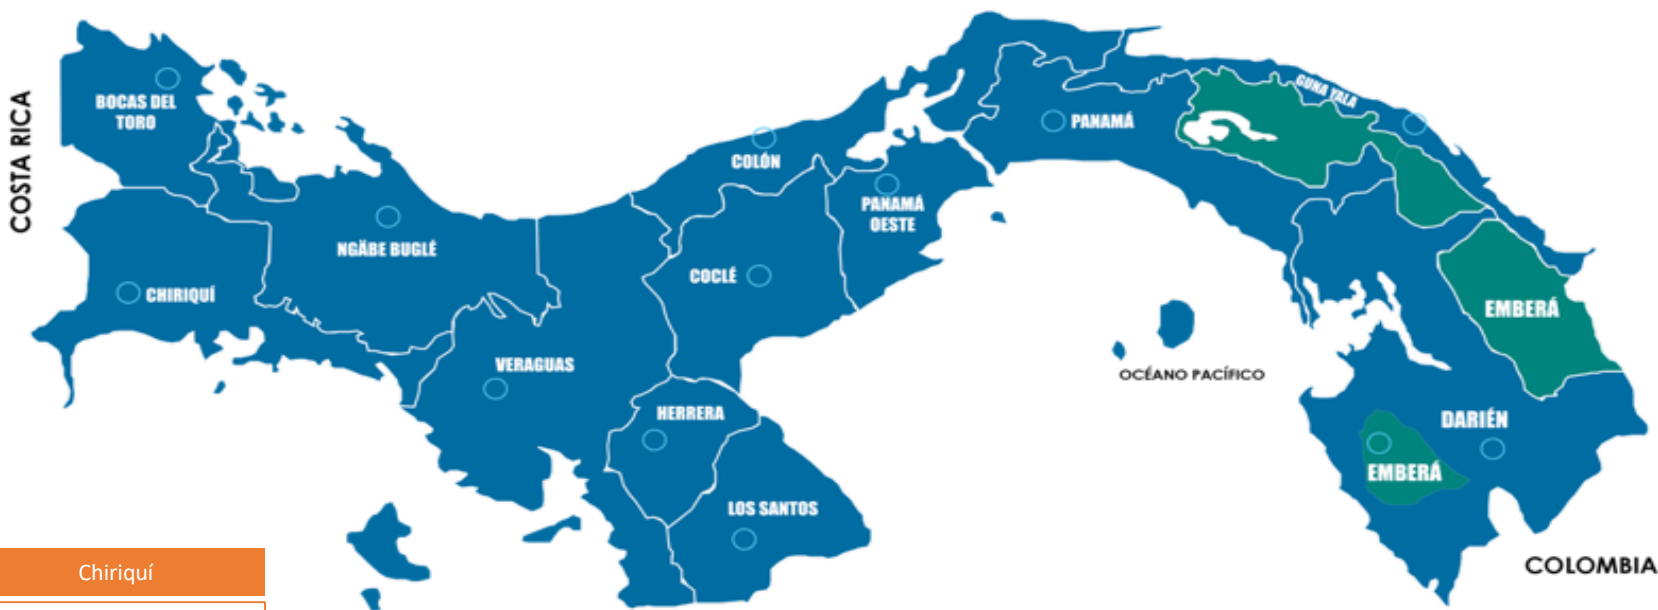 COSTA RICA
BOCAS DEL
TORO
NGÄBE BUGLÉ
CHIRIQUÍ
VERAGUAS
HERRERA
LOS SANTOS
COCLÉ
COLÓN
PANAMÁ
OESTE
PANAMÁ
GUNA YALA
EMBERÁ
OCÉANO PACÍFICO
DARIÉN
EMBERÁ
COLOMBIA
Chiriquí